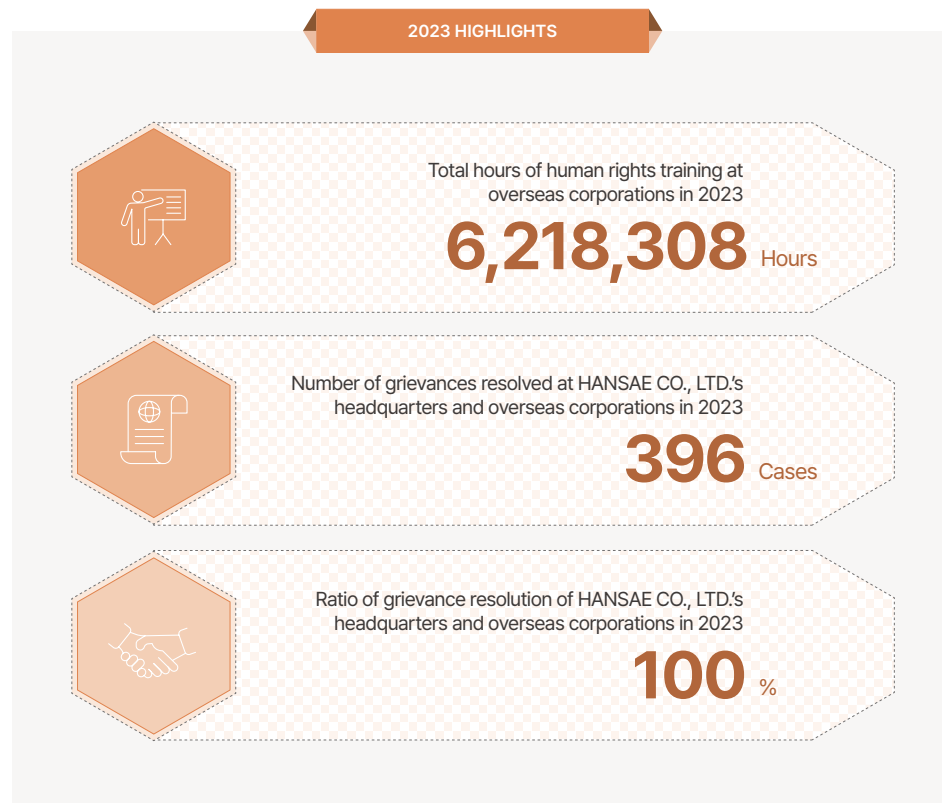 2023 HIGHLIGHTS
Total hours of human rights training at
overseas corporations in 2023
6,218,308 Hours
Number of grievances resolved at HANSAE CO., LTD.'s
headquarters and overseas corporations in 2023
396 Cases
Ratio of grievance resolution of HANSAE CO., LTD.'s
headquarters and overseas corporations in 2023
100 %